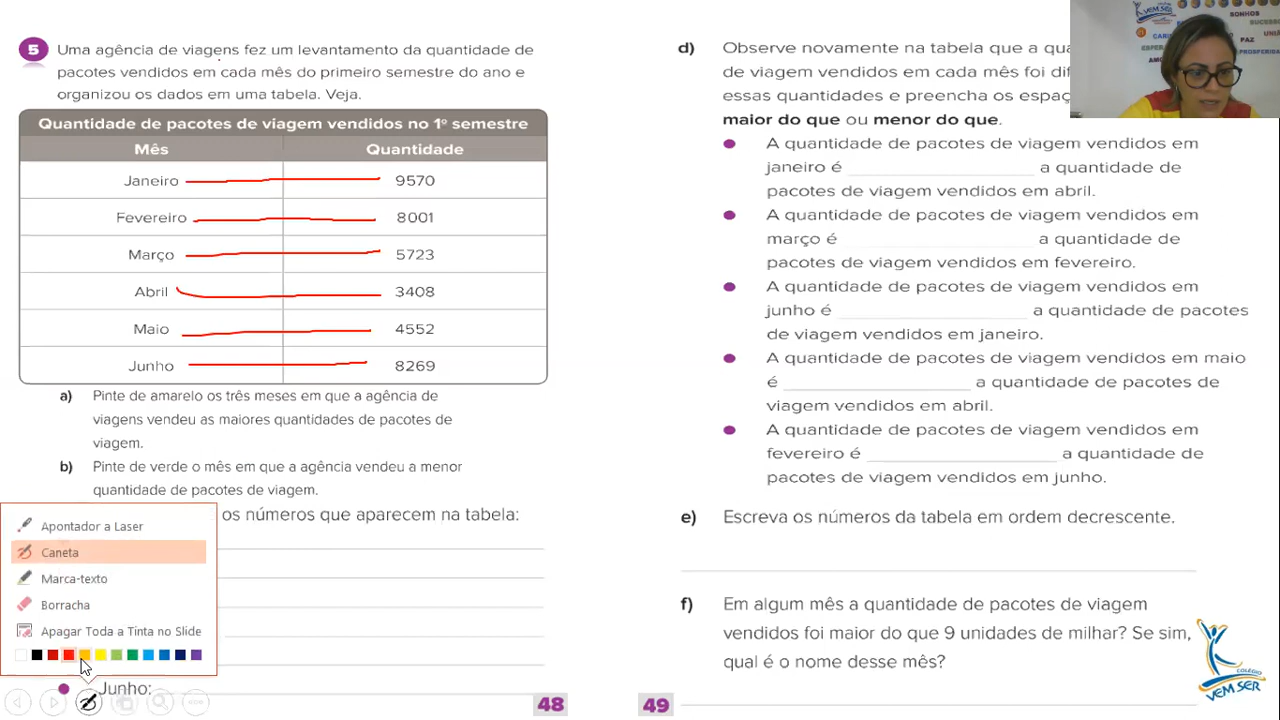 5 Uma agência de viagens fez um levantamento da quantidade de
pacotes vendidos em cada mês do primeiro semestre do ano e
organizou os dados em uma tabela. Veja.
Quantidade de pacotes de viagem vendidos no 1º semestre
Mês Quantidade
Janeiro 9570
Fevereiro 8001
Março 5723
Abril 3408
Maio 4552
Junho 8269
a) Pinte de amarelo os três meses em que a agência de
viagens vendeu as maiores quantidades de pacotes de
viagem.
b) Pinte de verde o mês em que a agência vendeu a menor
quantidade de pacotes de viagem.
os números que aparecem na tabela:
Apontador a Laser
Caneta
Marca-texto
Borracha
Apagar Toda a Tinta no Slide
Junho:
48
d) Observe novamente na tabela que a
de viagem vendidos em cada mês foi
essas quantidades e preencha os
maior do que ou menor do que.
A quantidade de pacotes de viagem vendidos em
janeiro é a quantidade de
pacotes de viagem vendidos em abril.
A quantidade de pacotes de viagem vendidos em
março é a quantidade de
pacotes de viagem vendidos em fevereiro.
A quantidade de pacotes de viagem vendidos em
junho é a quantidade de pacotes
de viagem vendidos em janeiro.
A quantidade de pacotes de viagem vendidos em maio
é a quantidade de pacotes de
viagem vendidos em abril.
A quantidade de pacotes de viagem vendidos em
fevereiro é a quantidade de
pacotes de viagem vendidos em junho.
e) Escreva os números da tabela em ordem decrescente.
f) Em algum mês a quantidade de pacotes de viagem
vendidos foi maior do que 9 unidades de milhar? Se sim,
qual é o nome desse mês?
49
COLÉGIO
VEM SER
VEM SER
SONHOS
PAZ